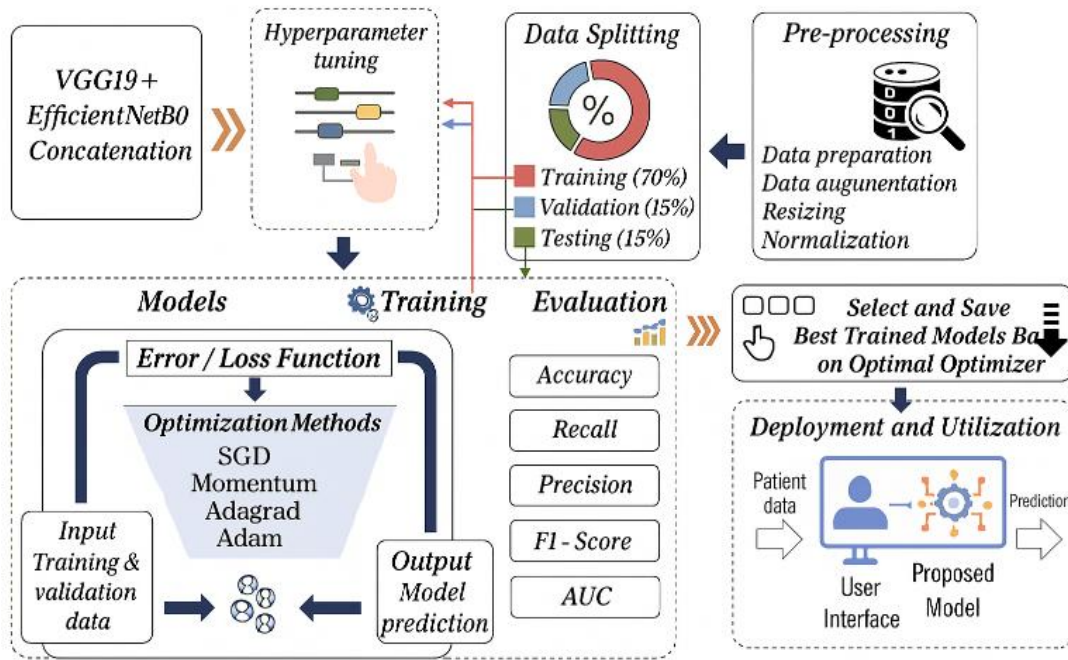 VGG19 +
EfficientNetB0
Concatenation
Hyperparameter
tuning
Data Splitting
%
Training (70%)
Validation (15%)
Testing (15%)
Pre-processing
0
0
1
Data preparation
Data augunentation
Resizing
Normalization
Models
Training
Evaluation
Error / Loss Function
Optimization Methods
SGD
Momentum
Adagrad
Adam
Input
Training &
validation
data
Output
Model
prediction
Accuracy
Recall
Precision
F1 - Score
AUC
Select and Save
Best Trained Models Ba
on Optimal Optimizer
Deployment and Utilization
Patient
data
User
Interface
Proposed
Model
Prediction